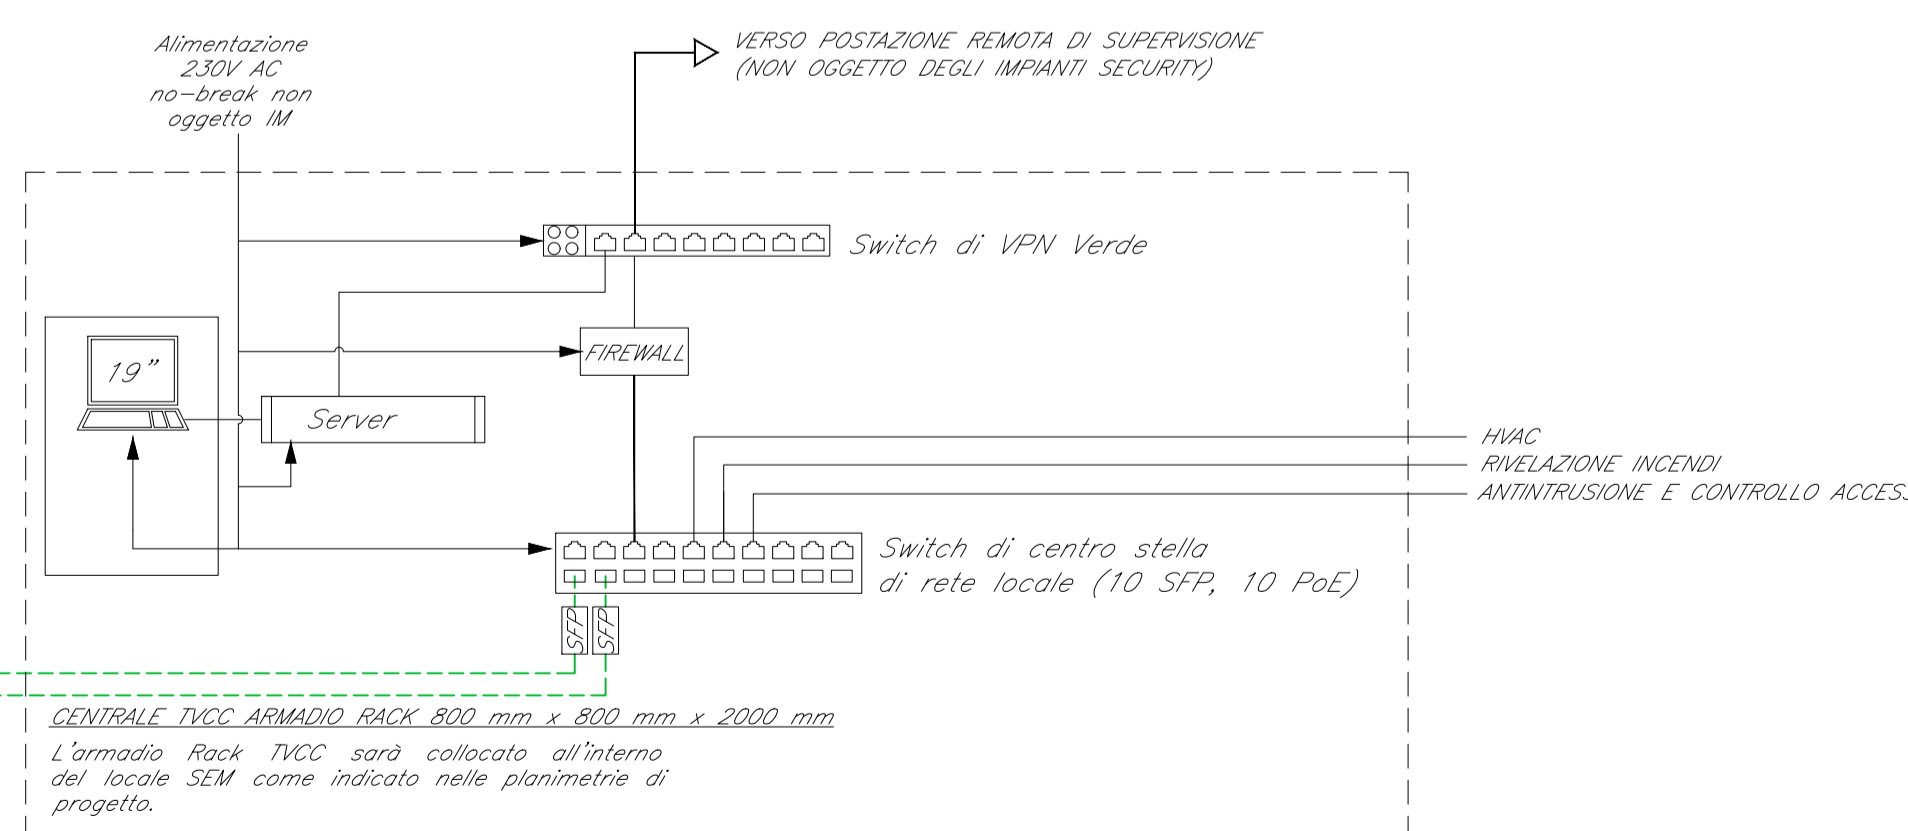 Alimentazione
230V AC
no-break non
oggetto IM
VERSO POSTAZIONE REMOTA DI SUPERVISIONE
(NON OGGETTO DEGLI IMPIANTI SECURITY)
Switch di VPN Verde
FIREWALL
19"
Server
HVAC
RIVELAZIONE INCENDI
ANTINTRUSIONE E CONTROLLO ACCESS
Switch di centro stella
di rete locale (10 SFP, 10 PoE)
SFP
SFP
CENTRALE TVCC ARMADIO RACK 800 mm x 800 mm x 2000 mm
L'armadio Rack TVCC sarà collocato all'interno
del locale SEM come indicato nelle planimetrie di
progetto.